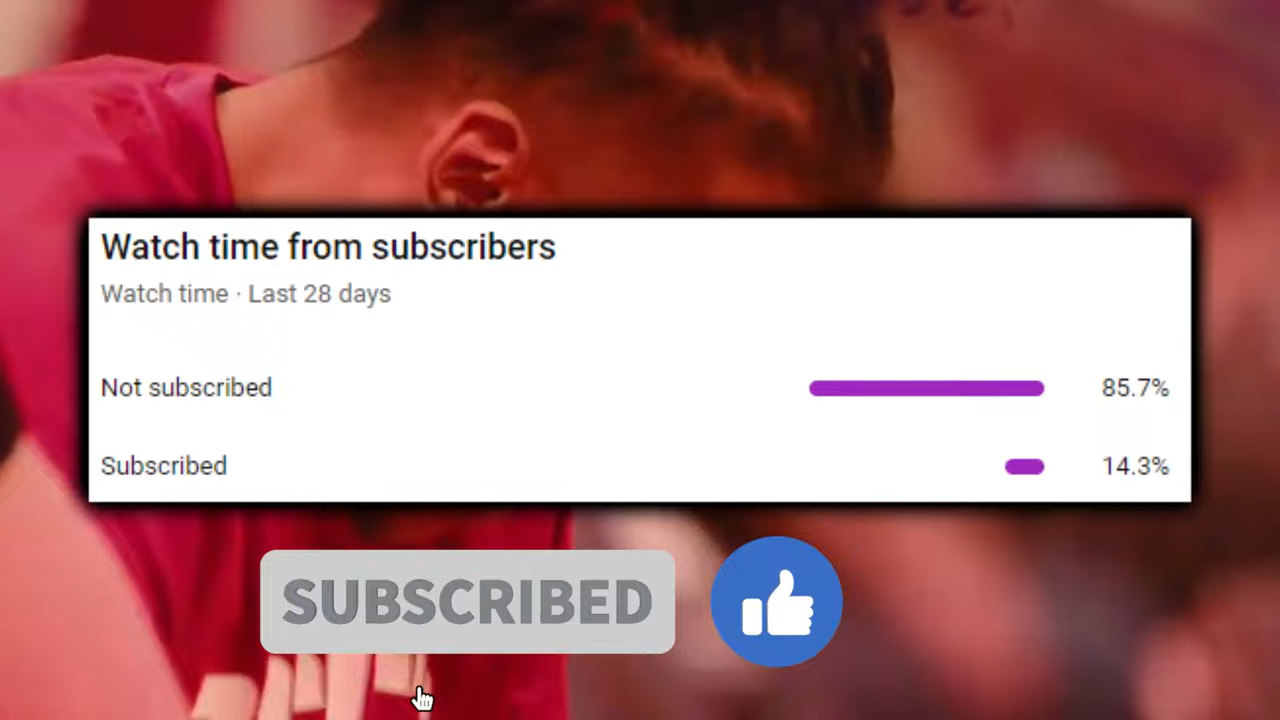 Watch time from subscribers
Watch time · Last 28 days
Not subscribed 85.7%
Subscribed 14.3%
SUBSCRIBED